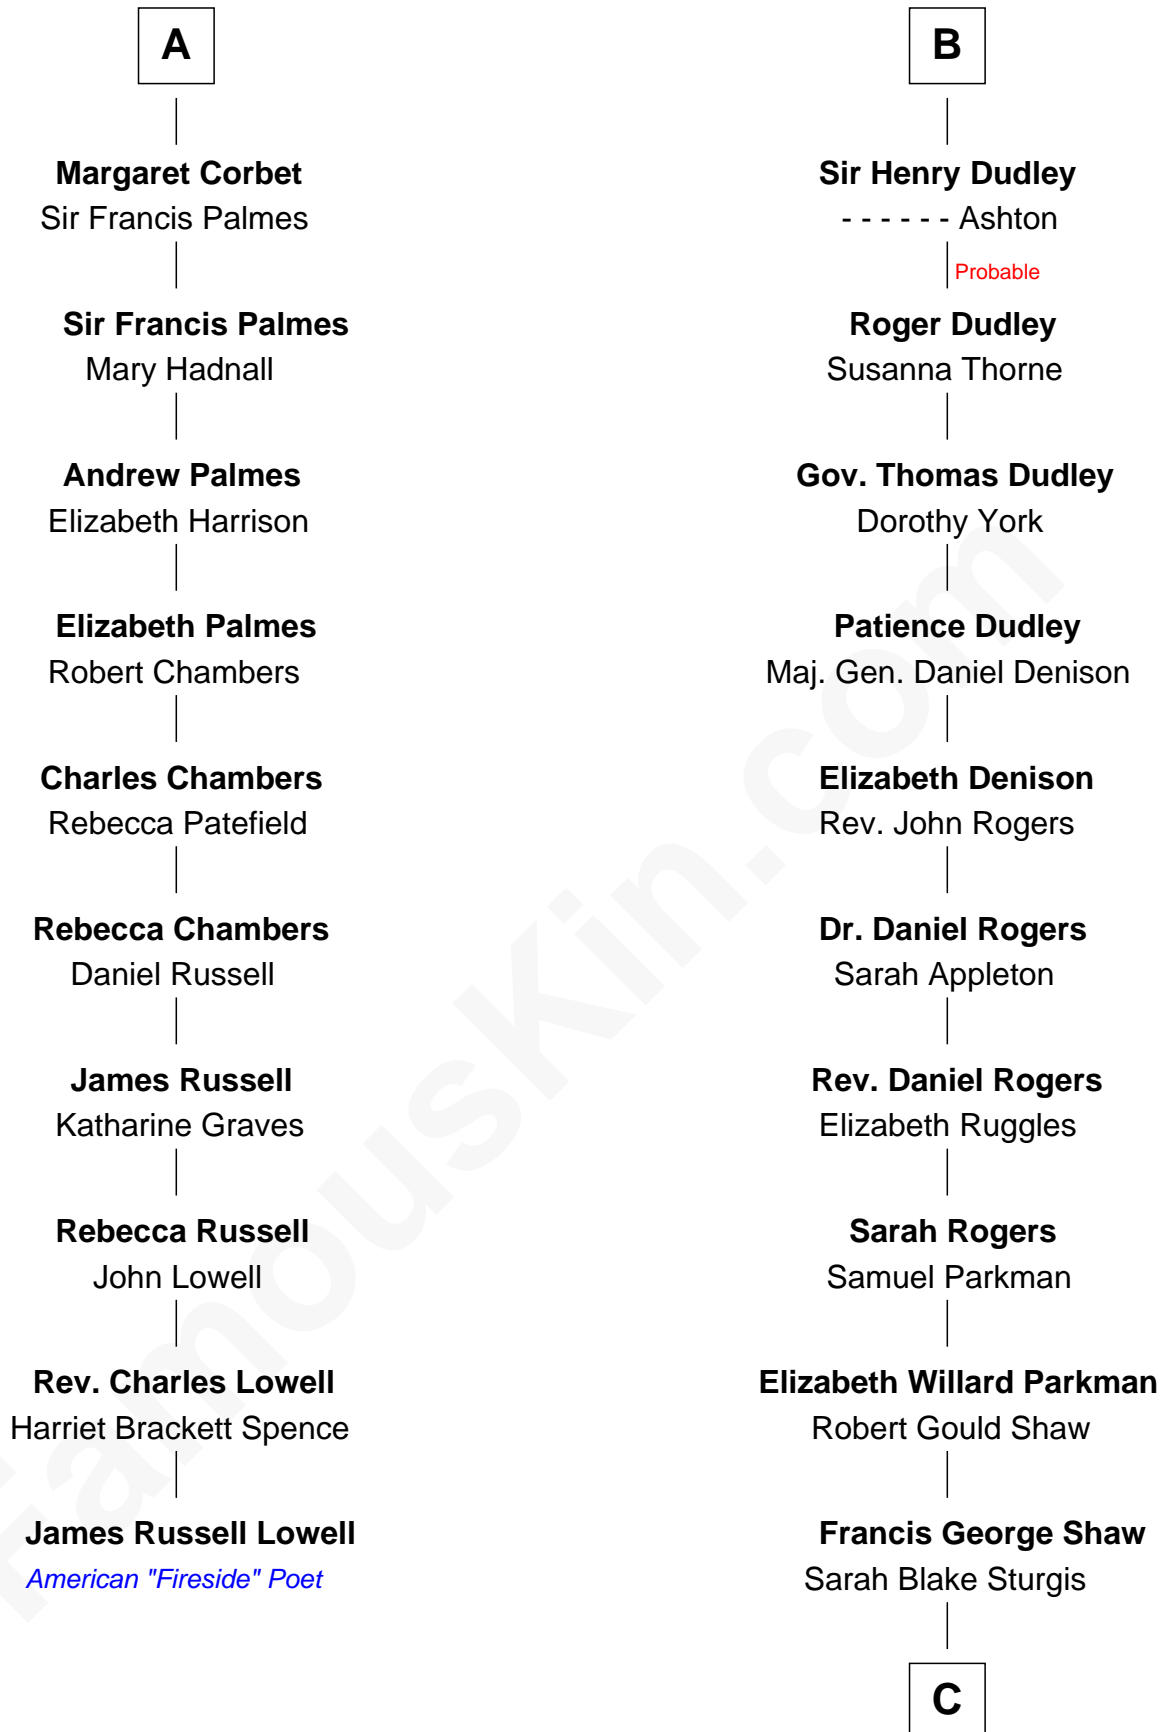 A
Margaret Corbet
Sir Francis Palmes
Sir Francis Palmes
Mary Hadnall
Andrew Palmes
Elizabeth Harrison
Elizabeth Palmes
Robert Chambers
Charles Chambers
Rebecca Patefield
Rebecca Chambers
Daniel Russell
James Russell
Katharine Graves
Rebecca Russell
John Lowell
Rev. Charles Lowell
Harriet Brackett Spence
James Russell Lowell
American "Fireside" Poet
B
Sir Henry Dudley
- - - - - - Ashton
Probable
Roger Dudley
Susanna Thorne
Gov. Thomas Dudley
Dorothy York
Patience Dudley
Maj. Gen. Daniel Denison
Elizabeth Denison
Rev. John Rogers
Dr. Daniel Rogers
Sarah Appleton
Rev. Daniel Rogers
Elizabeth Ruggles
Sarah Rogers
Samuel Parkman
Elizabeth Willard Parkman
Robert Gould Shaw
Francis George Shaw
Sarah Blake Sturgis
C
FamousKin.com